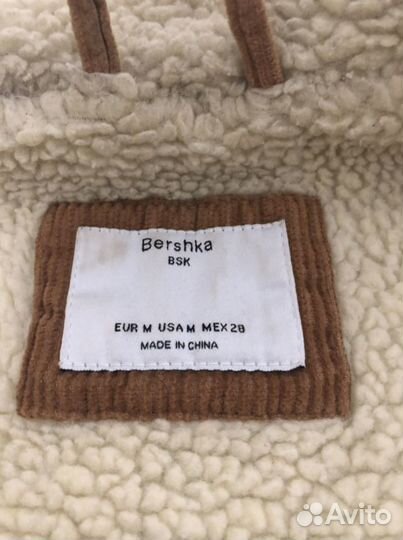 Bershka
BSK
EUR M USA M MEX 28
MADE IN CHINA
Avito